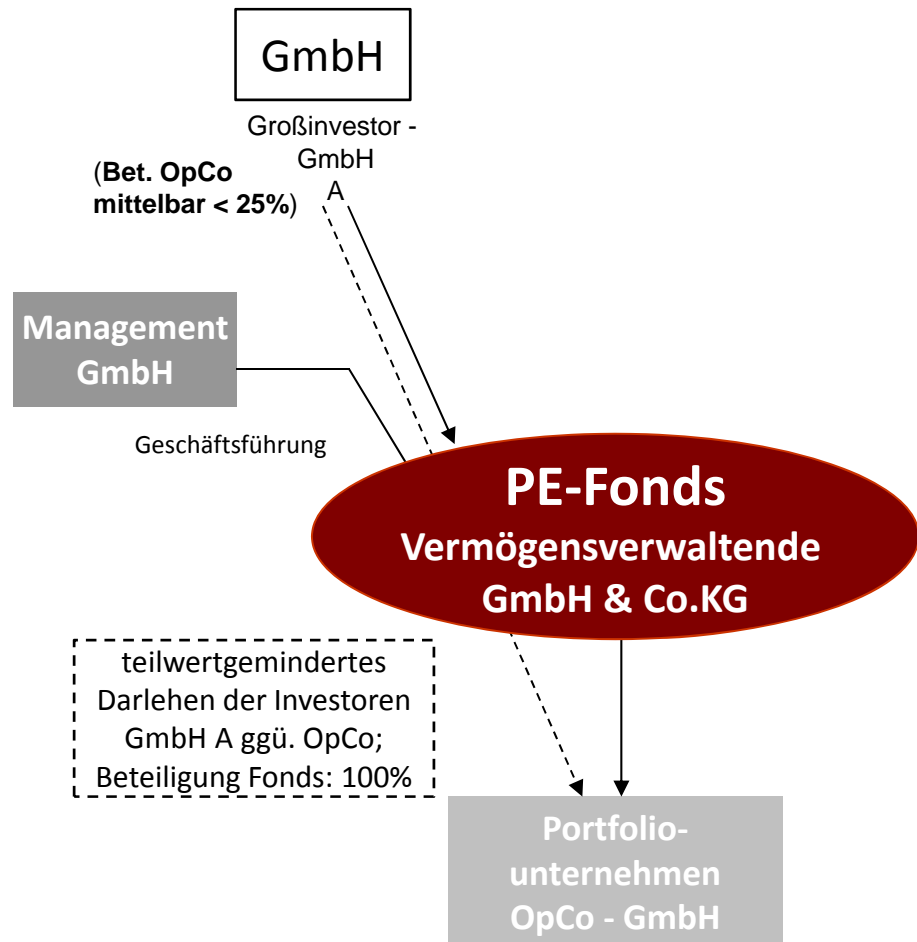 GmbH
Großinvestor -
GmbH
A
(Bet. OpCo
mittelbar < 25%)
Management
GmbH
Geschäftsführung
PE-Fonds
Vermögensverwaltende
GmbH & Co.KG
teilwertgemindertes
Darlehen der Investoren
GmbH A ggü. OpCo;
Beteiligung Fonds: 100%
Portfolio-
unternehmen
OpCo - GmbH